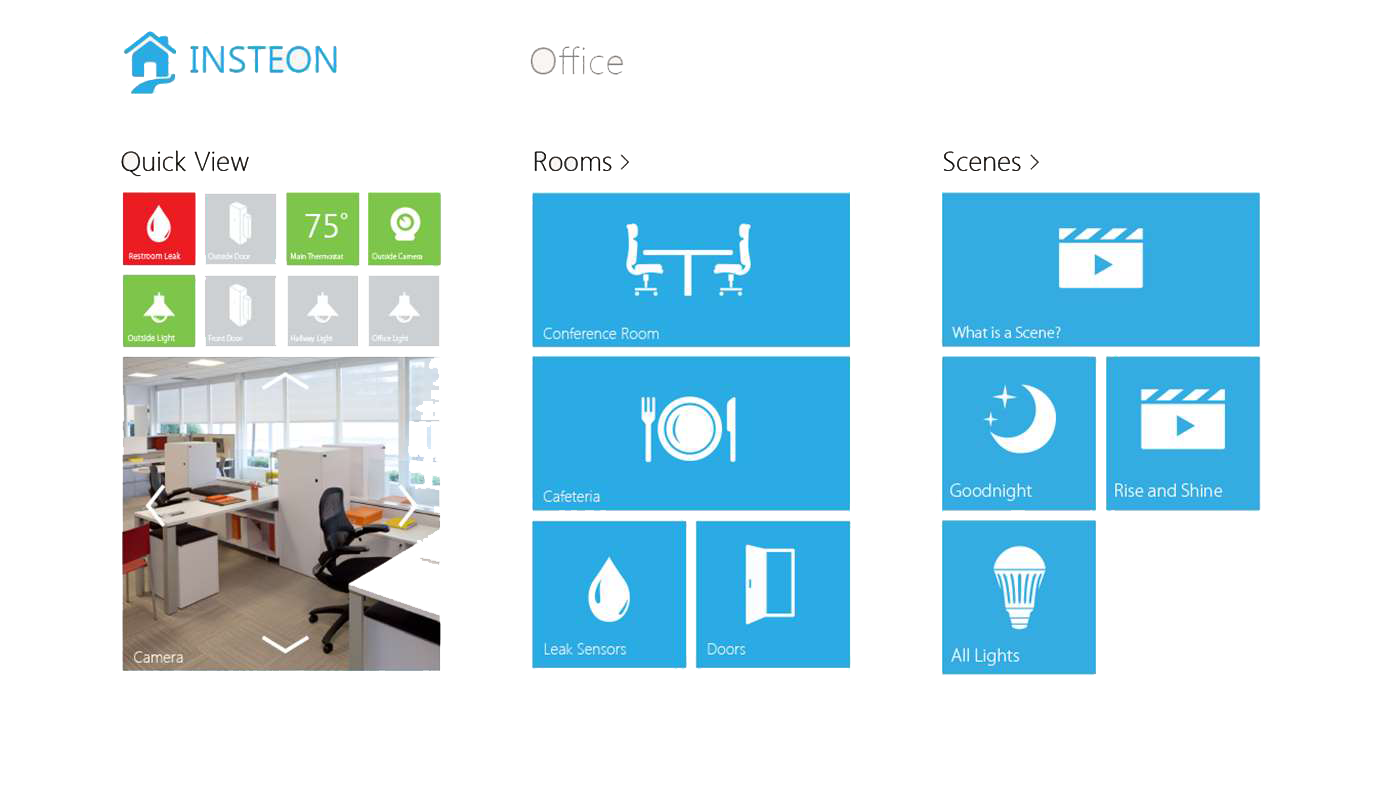 INSTEON
Office
Quick View
Rooms >
Scenes >
Restroom Leak
Outside Door
75°
Main Thermostat
Outside Camera
Outside Light
Front Door
Hallway Light
Office Light
Camera
Conference Room
Cafeteria
Leak Sensors
Doors
What is a Scene?
Goodnight
Rise and Shine
All Lights